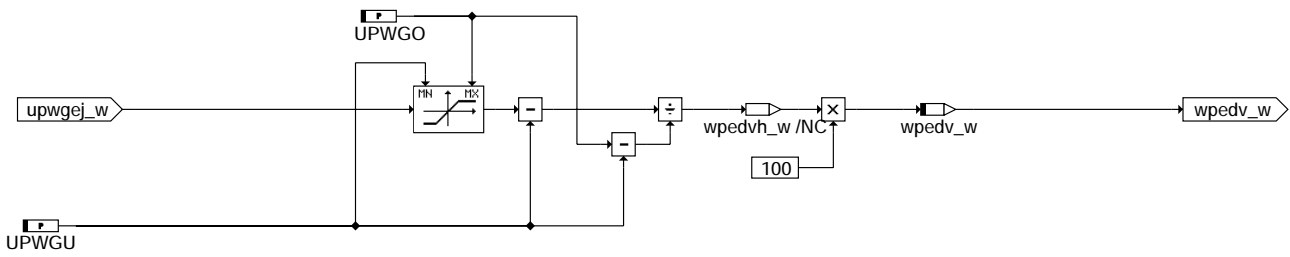 P
UPWGO
MN MX
upwgej_w
wpedvh_w /NC
wpedv_w
wpedv_w
100
P
UPWGU